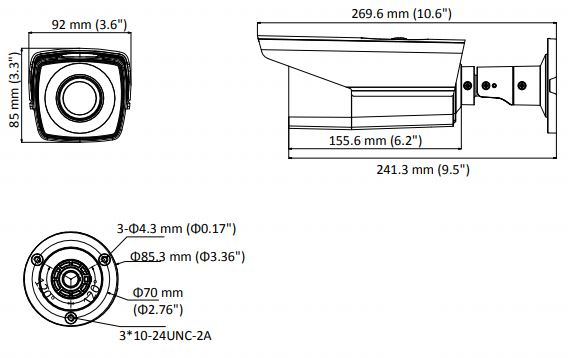 92 mm (3.6")
85 mm (3.3")
269.6 mm (10.6")
155.6 mm (6.2")
241.3 mm (9.5")
3-Φ4.3 mm (Φ0.17")
Φ85.3 mm (Φ3.36")
Φ70 mm
(Φ2.76")
3*10-24UNC-2A
120°
120°